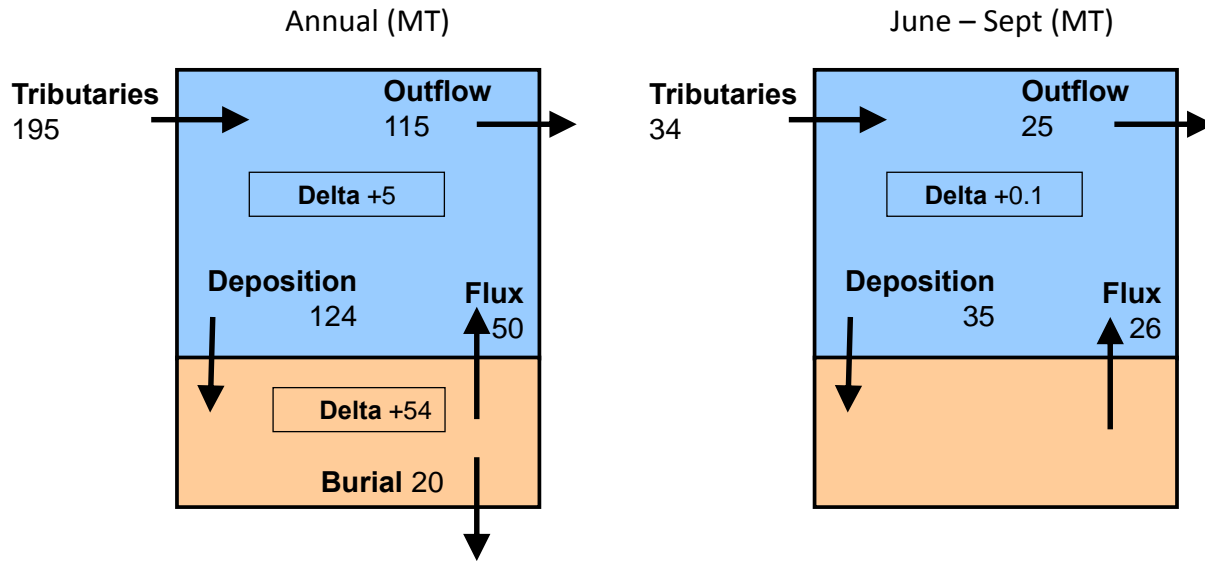 Annual (MT)
Tributaries
195
Outflow
115
Delta +5
Deposition
124
Flux
50
Delta +54
Burial 20
June – Sept (MT)
Tributaries
34
Outflow
25
Delta +0.1
Deposition
35
Flux
26